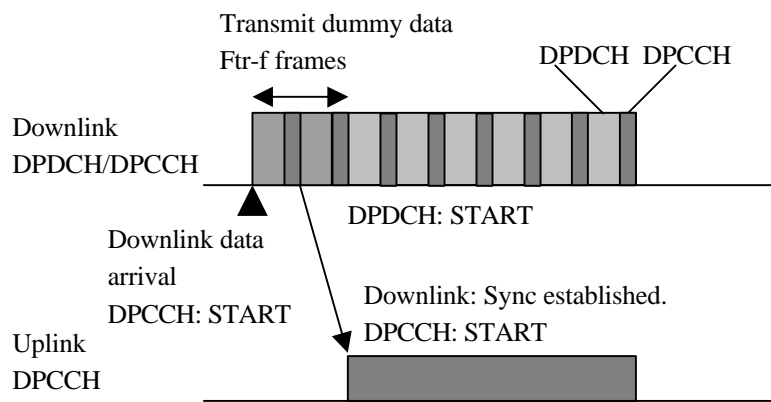 Transmit dummy data
Ftr-f frames
DPDCH DPCCH
Downlink
DPDCH/DPCCH
DPDCH: START
Downlink data
arrival
DPCCH: START
Downlink: Sync established.
DPCCH: START
Uplink
DPCCH